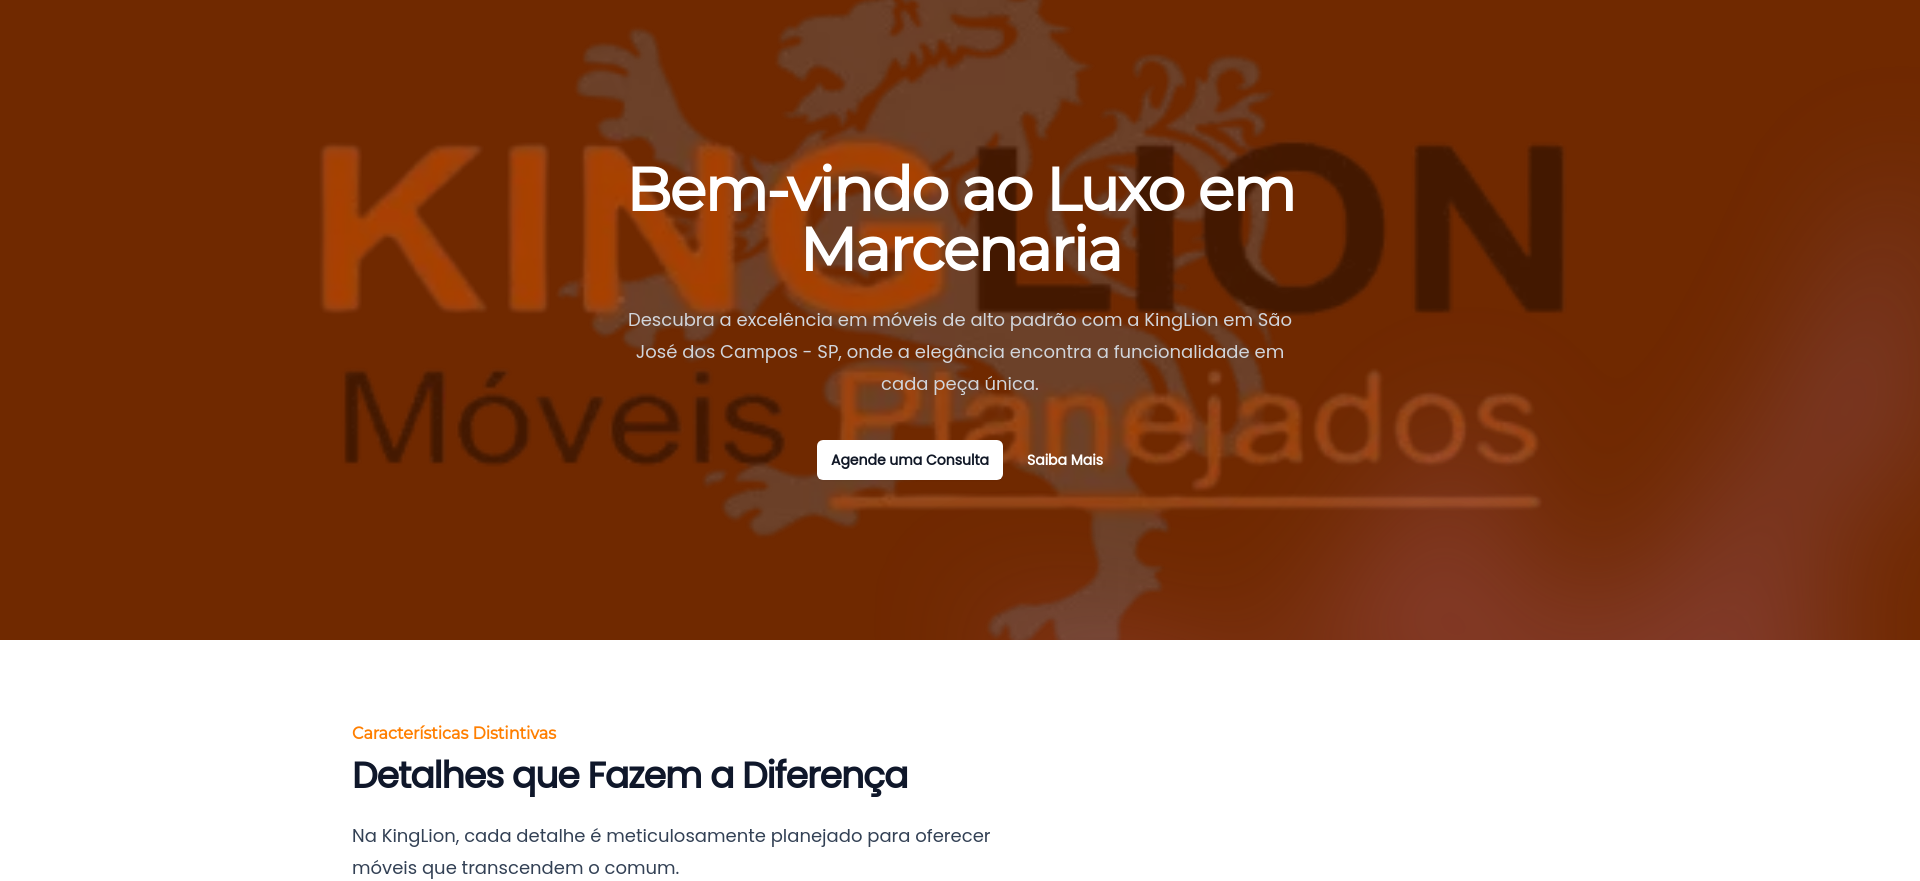 KINGLION
Móveis Planejados
Bem-vindo ao Luxo em
Marcenaria
Descubra a excelência em móveis de alto padrão com a KingLion em São
José dos Campos - SP, onde a elegância encontra a funcionalidade em
cada peça única.
Agende uma Consulta
Saiba Mais
Características Distintivas
Detalhes que Fazem a Diferença
Na KingLion, cada detalhe é meticulosamente planejado para oferecer
móveis que transcendem o comum.